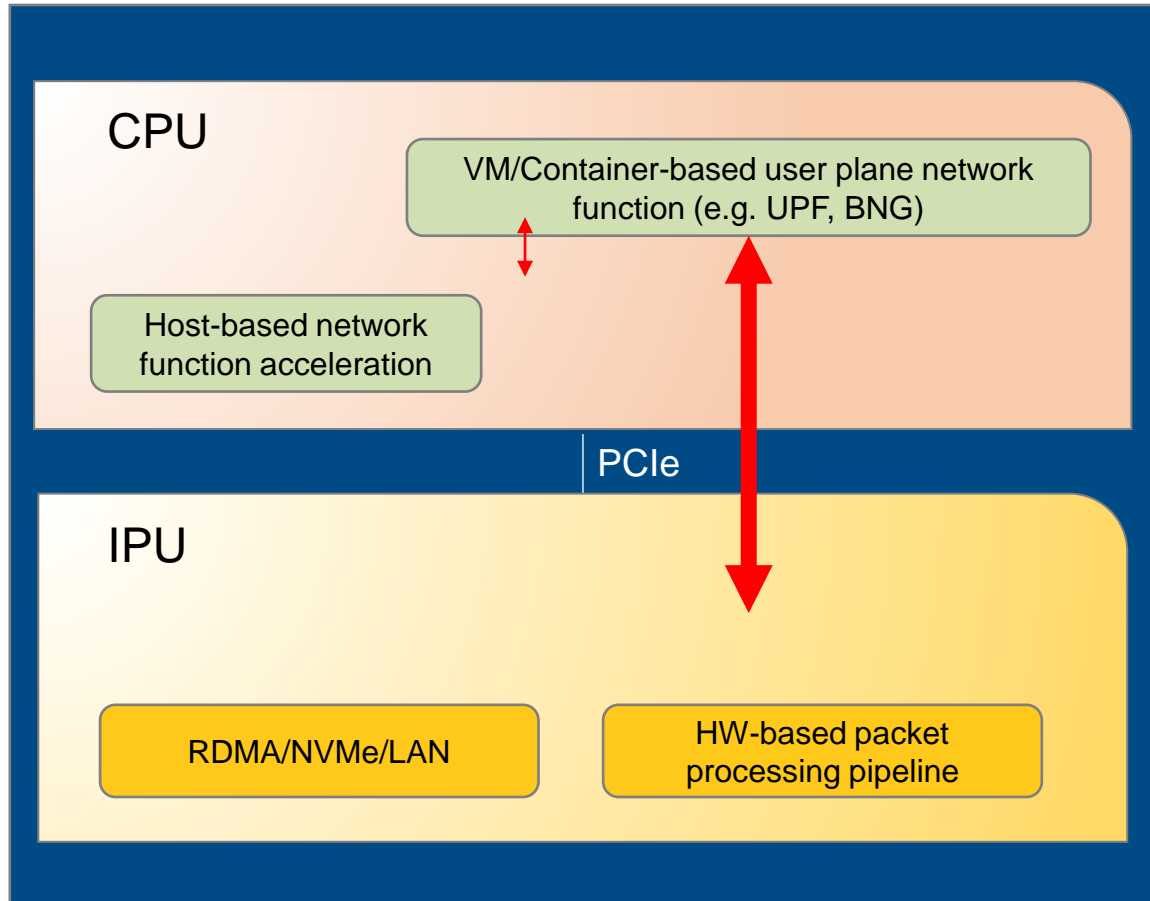 CPU
VM/Container-based user plane network
function (e.g. UPF, BNG)
Host-based network
function acceleration
PCIe
IPU
RDMA/NVMe/LAN
HW-based packet
processing pipeline